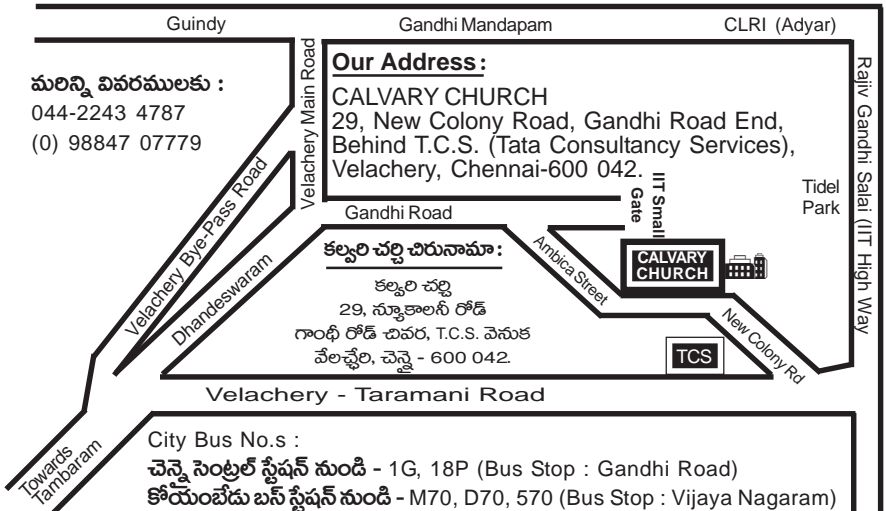 Guindy
Gandhi Mandapam
CLRI (Adyar)
మరిన్ని వివరములకు :
044-2243 4787
(0) 98847 07779
Velachery Main Road
Our Address :
CALVARY CHURCH
29, New Colony Road, Gandhi Road End,
Behind T.C.S. (Tata Consultancy Services),
Velachery, Chennai-600 042.
Rajiv Gandhi Salai (IIT High Way
Tidel
Park
IIT Small
Gate
Velachery Bye-Pass Road
Gandhi Road
Dhandeswaram
కల్వరి చర్చి చిరునామా :
కల్వరి చర్చి
29, న్యూకాలనీ రోడ్
గాంధీ రోడ్ చివర, T.C.S. వెనుక
వేలచ్చేరి, చెన్నై - 600 042.
Ambica Street
CALVARY
CHURCH
New Colony Rd
TCS
Velachery - Taramani Road
Towards
Tambaram
City Bus No.s :
చెన్నై సెంట్రల్ స్టేషన్ నుండి - 1G, 18P (Bus Stop : Gandhi Road)
కోయంబేడు బస్ స్టేషన్ నుండి - M70, D70, 570 (Bus Stop : Vijaya Nagaram)